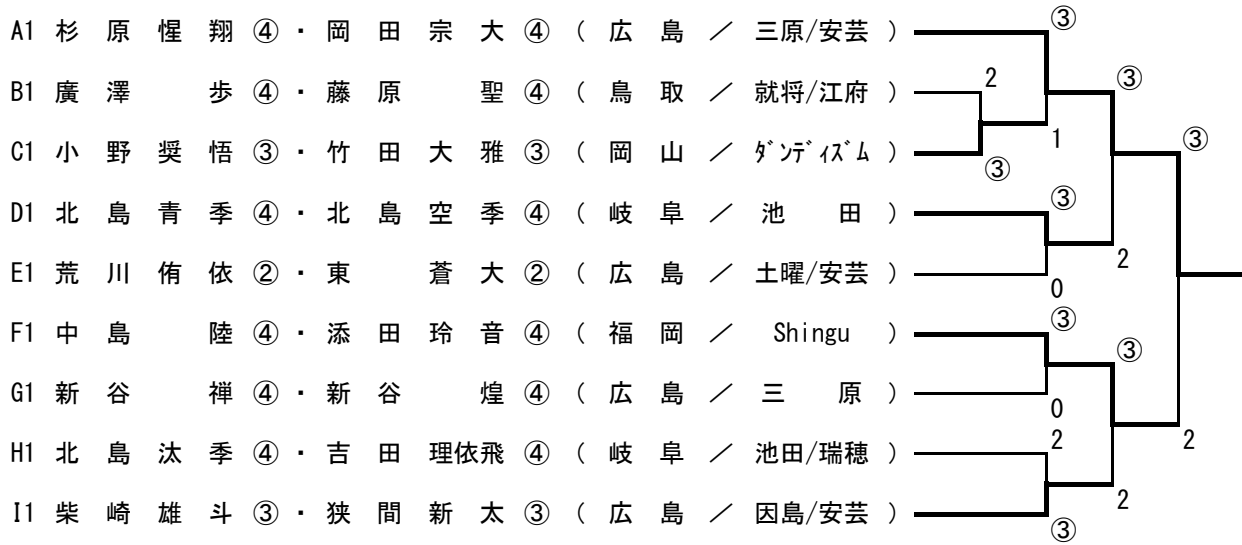 ③
A1 杉原惺翔④・岡田宗大④(広島／三原/安芸)
2 ③
B1 廣澤歩④・藤原聖④(鳥取／就将/江府)
1 ③
C1 小野奨悟③・竹田大雅③(岡山／ダンディズム)
③ ③
D1 北島青季④・北島空季④(岐阜／池田)
2
E1 荒川侑依②・東蒼大②(広島／土曜/安芸)
0
③
F1 中島陸④・添田玲音④(福岡／Shingu)
③
G1 新谷禅④・新谷煌④(広島／三原)
0
2 2
H1 北島汰季④・吉田理依飛④(岐阜／池田/瑞穂)
2
I1 柴崎雄斗③・狭間新太③(広島／因島/安芸)
③